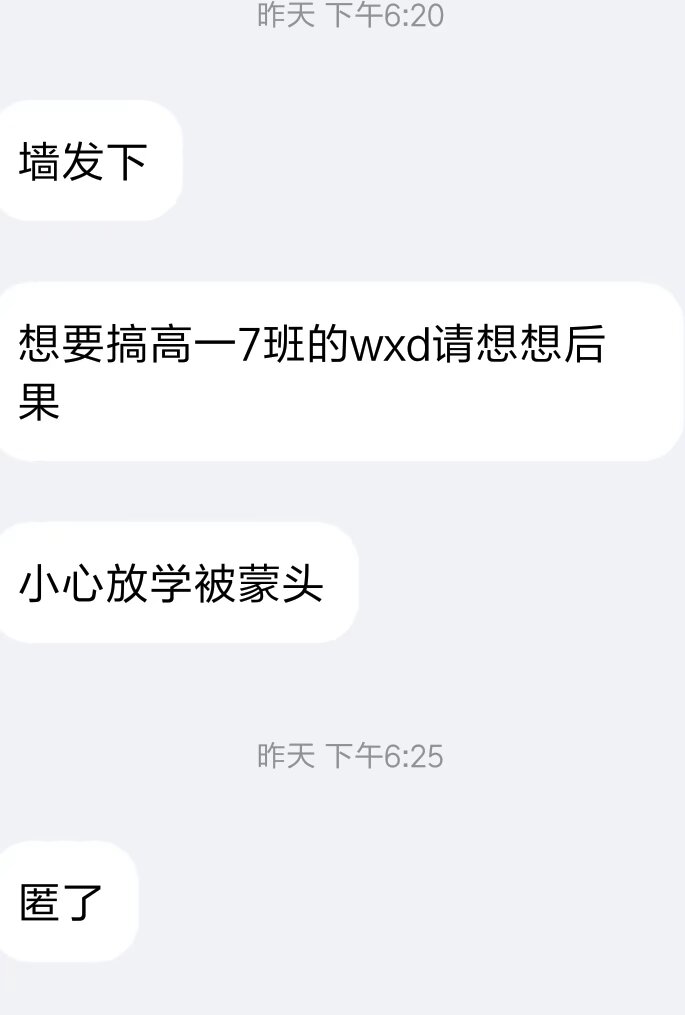 昨天 下午6:20
墙发下
想要搞高一7班的wxd请想想后
果
小心放学被蒙头
昨天 下午6:25
匿了